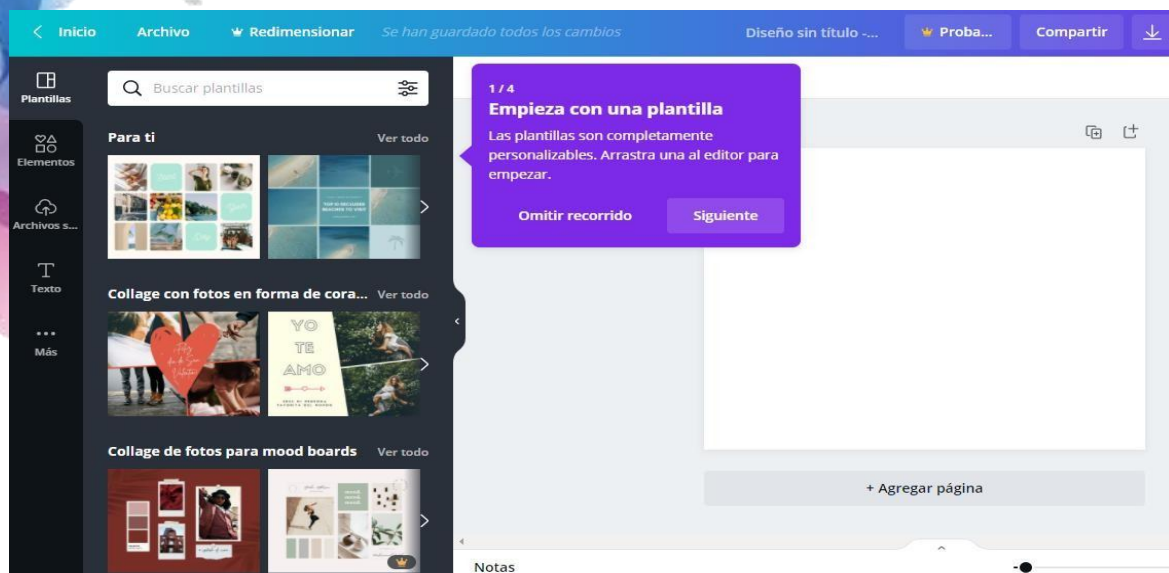 Inicio
Archivo
Redimensionar
Se han guardado todos los cambios
Diseño sin título -...
Proba...
Compartir
Plantillas
Elementos
Archivos s...
Texto
Más
Buscar plantillas
Para ti
Ver todo
Collage con fotos en forma de cora...
Ver todo
YO
TE
AMO
Collage de fotos para mood boards
Ver todo
1 / 4
Empieza con una plantilla
Las plantillas son completamente
personalizables. Arrastra una al editor para
empezar.
Omitir recorrido
Siguiente
+ Agregar página
Notas